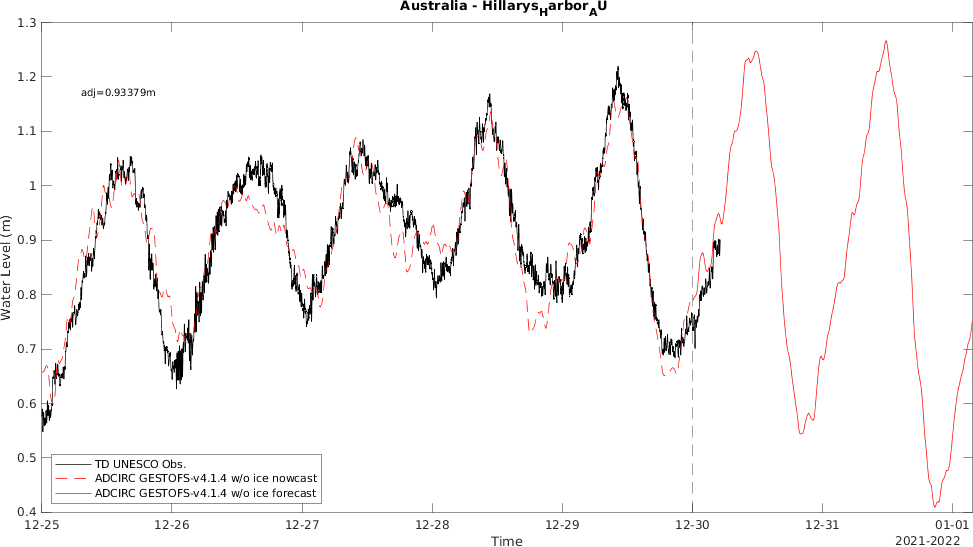 Australia - Hillarys_Harbor_AU
1.3
1.2
1.1
1
0.9
0.8
0.7
0.6
0.5
0.4
Water Level (m)
adj=0.93379m
TD UNESCO Obs.
ADCIRC GESTOFS-v4.1.4 w/o ice nowcast
ADCIRC GESTOFS-v4.1.4 w/o ice forecast
12-25 12-26 12-27 12-28 12-29 12-30 12-31 01-01
Time
2021-2022